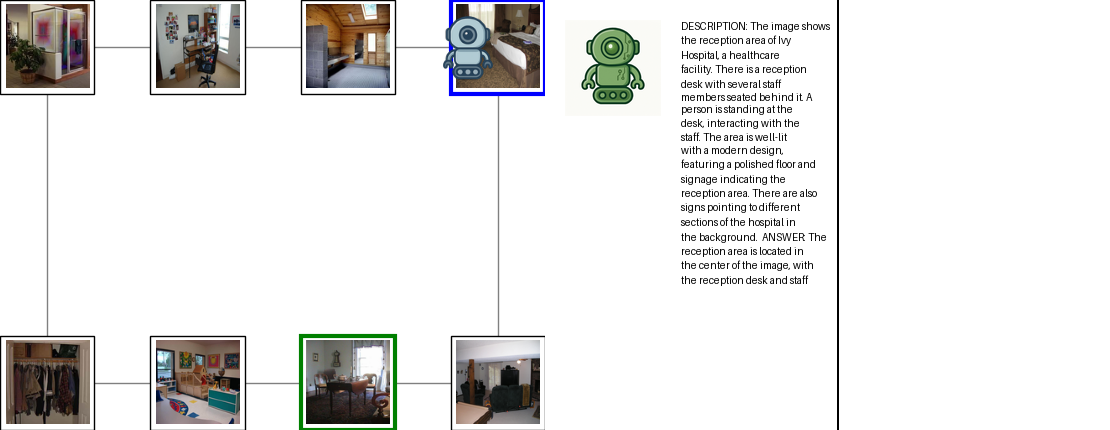 DESCRIPTION: The image shows
the reception area of Ivy
Hospital, a healthcare
facility. There is a reception
desk with several staff
members seated behind it. A
person is standing at the
desk, interacting with the
staff. The area is well-lit
with a modern design,
featuring a polished floor and
signage indicating the
reception area. There are also
signs pointing to different
sections of the hospital in
the background.  ANSWER: The
reception area is located in
the center of the image, with
the reception desk and staff